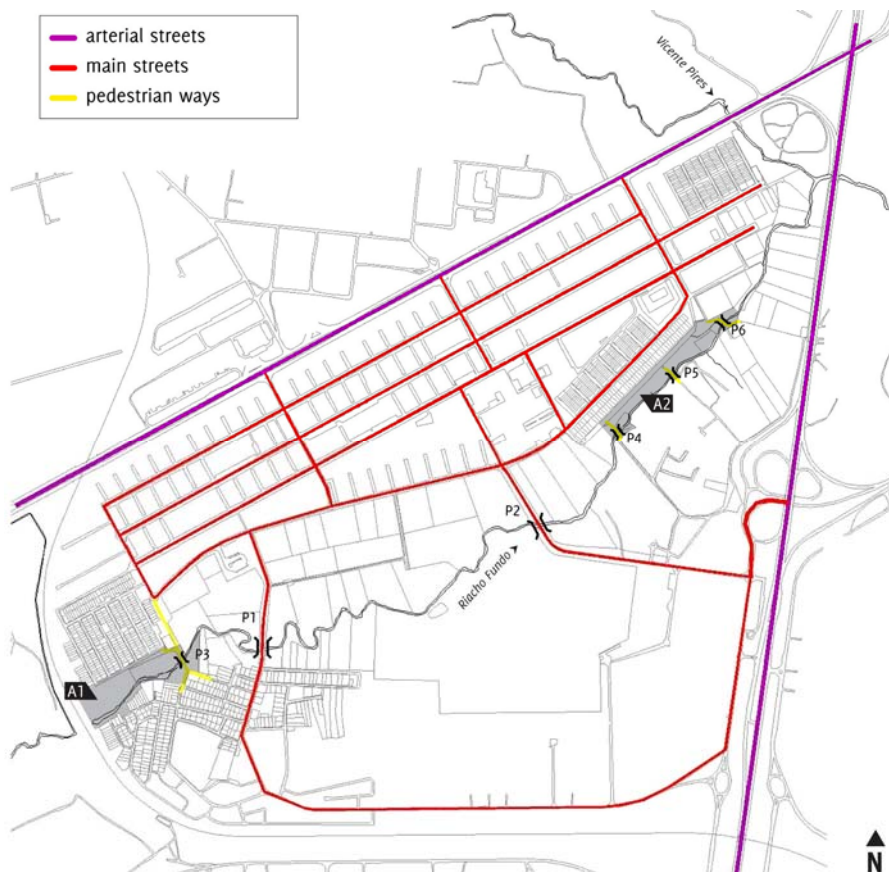 arterial streets
main streets
pedestrian ways
Vicente Pires
P6
P5
A2
P4
P2
Riacho Fundo
P1
P3
A1
N